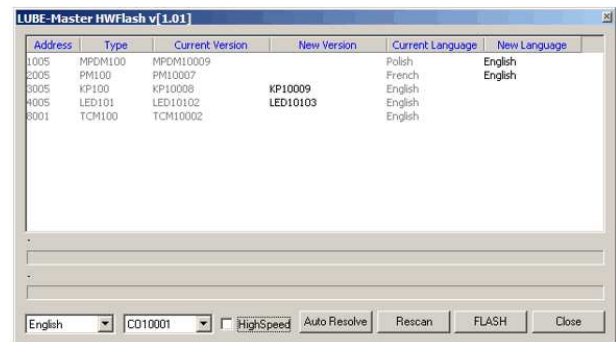 LUBE-Master HWFlash v[1.01]
Address Type Current Version New Version Current Language New Language
1005 MPDM100 MPDM10009 Polish English
2005 PM100 PM10007 French English
3005 KP100 KP10008 KP10009 English
4005 LED101 LED10102 LED10103 English
8001 TCM100 TCM10002 English
-
-
English CO10001 HighSpeed Auto Resolve Rescan FLASH Close